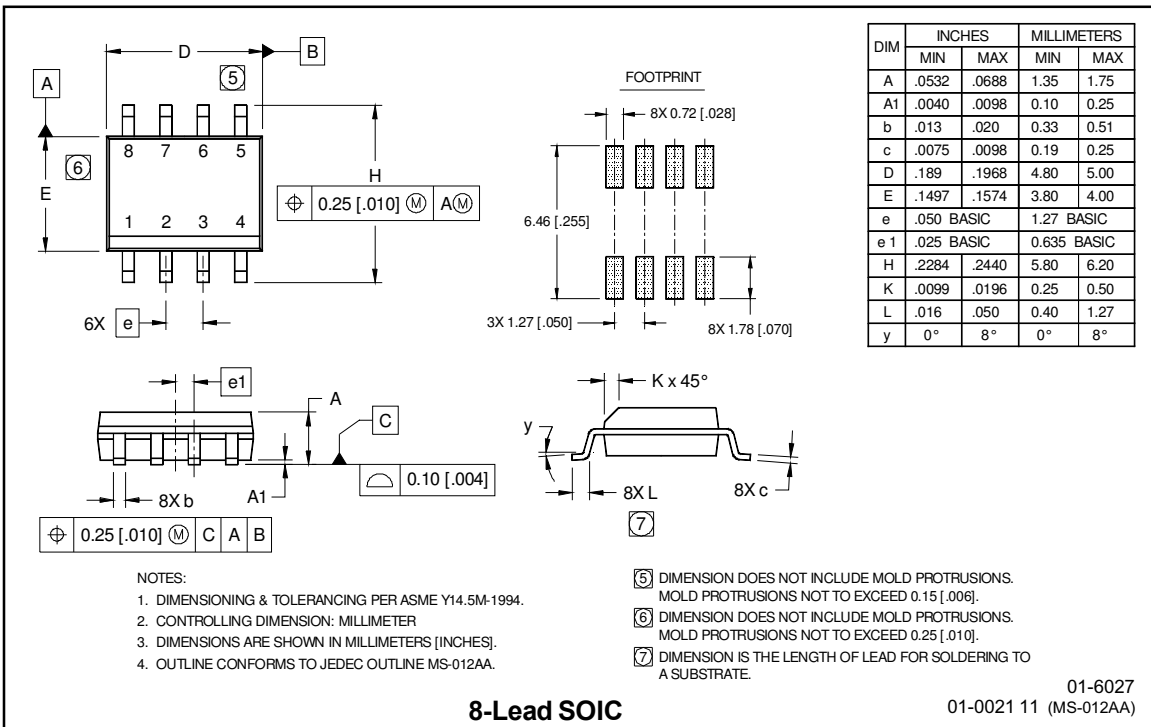 D
B
5
A
8 7 6 5
6
E
H
⌖ 0.25 [.010] Ⓜ AⓂ
1 2 3 4
6X e
FOOTPRINT
8X 0.72 [.028]
6.46 [.255]
3X 1.27 [.050]
8X 1.78 [.070]
DIM INCHES MILLIMETERS
MIN MAX MIN MAX
A .0532 .0688 1.35 1.75
A1 .0040 .0098 0.10 0.25
b .013 .020 0.33 0.51
c .0075 .0098 0.19 0.25
D .189 .1968 4.80 5.00
E .1497 .1574 3.80 4.00
e .050 BASIC 1.27 BASIC
e 1 .025 BASIC 0.635 BASIC
H .2284 .2440 5.80 6.20
K .0099 .0196 0.25 0.50
L .016 .050 0.40 1.27
y 0° 8° 0° 8°
e1
A
C
⌓ 0.10 [.004]
8X b
A1
⌖ 0.25 [.010] Ⓜ C A B
K x 45°
y
8X L
8X c
7
NOTES:
1. DIMENSIONING & TOLERANCING PER ASME Y14.5M-1994.
2. CONTROLLING DIMENSION: MILLIMETER
3. DIMENSIONS ARE SHOWN IN MILLIMETERS [INCHES].
4. OUTLINE CONFORMS TO JEDEC OUTLINE MS-012AA.
5 DIMENSION DOES NOT INCLUDE MOLD PROTRUSIONS.
MOLD PROTRUSIONS NOT TO EXCEED 0.15 [.006].
6 DIMENSION DOES NOT INCLUDE MOLD PROTRUSIONS.
MOLD PROTRUSIONS NOT TO EXCEED 0.25 [.010].
7 DIMENSION IS THE LENGTH OF LEAD FOR SOLDERING TO
A SUBSTRATE.
8-Lead SOIC
01-6027
01-0021 11 (MS-012AA)